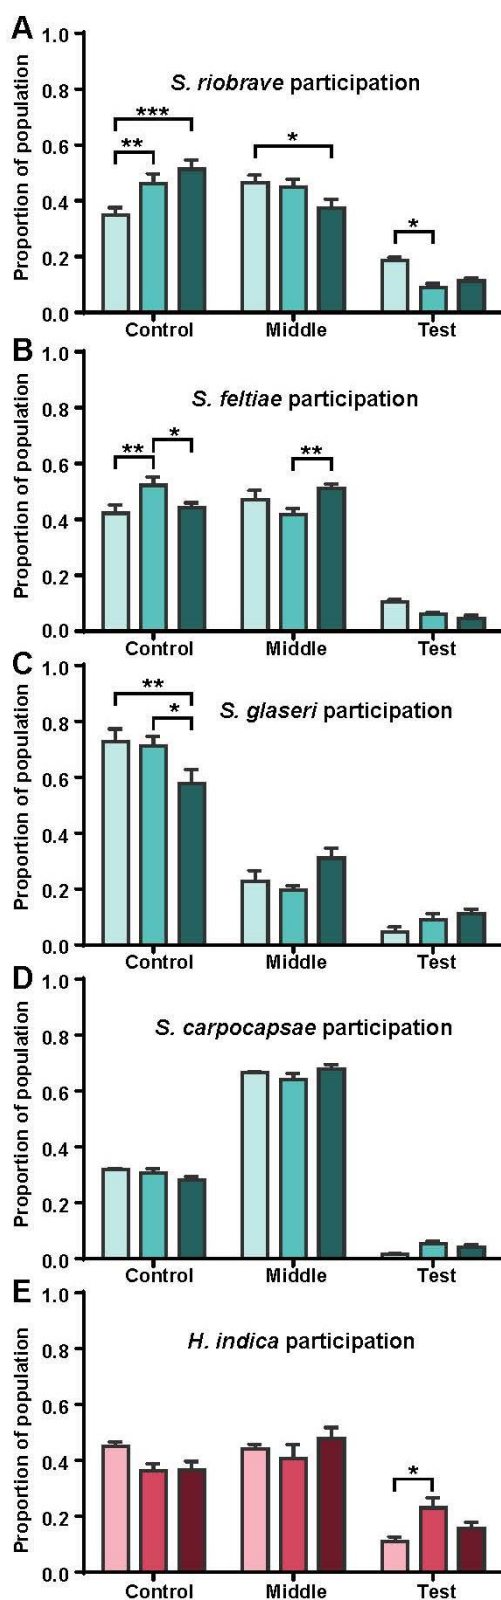 A
S. riobrave participation
Proportion of population
1.0
0.8
0.6
0.4
0.2
0.0
***
**
*
*
Control Middle Test
B
S. feltiae participation
Proportion of population
1.0
0.8
0.6
0.4
0.2
0.0
** * **
Control Middle Test
C
S. glaseri participation
Proportion of population
1.0
0.8
0.6
0.4
0.2
0.0
**
*
Control Middle Test
D
S. carpocapsae participation
Proportion of population
1.0
0.8
0.6
0.4
0.2
0.0
Control Middle Test
E
H. indica participation
Proportion of population
1.0
0.8
0.6
0.4
0.2
0.0
*
Control Middle Test